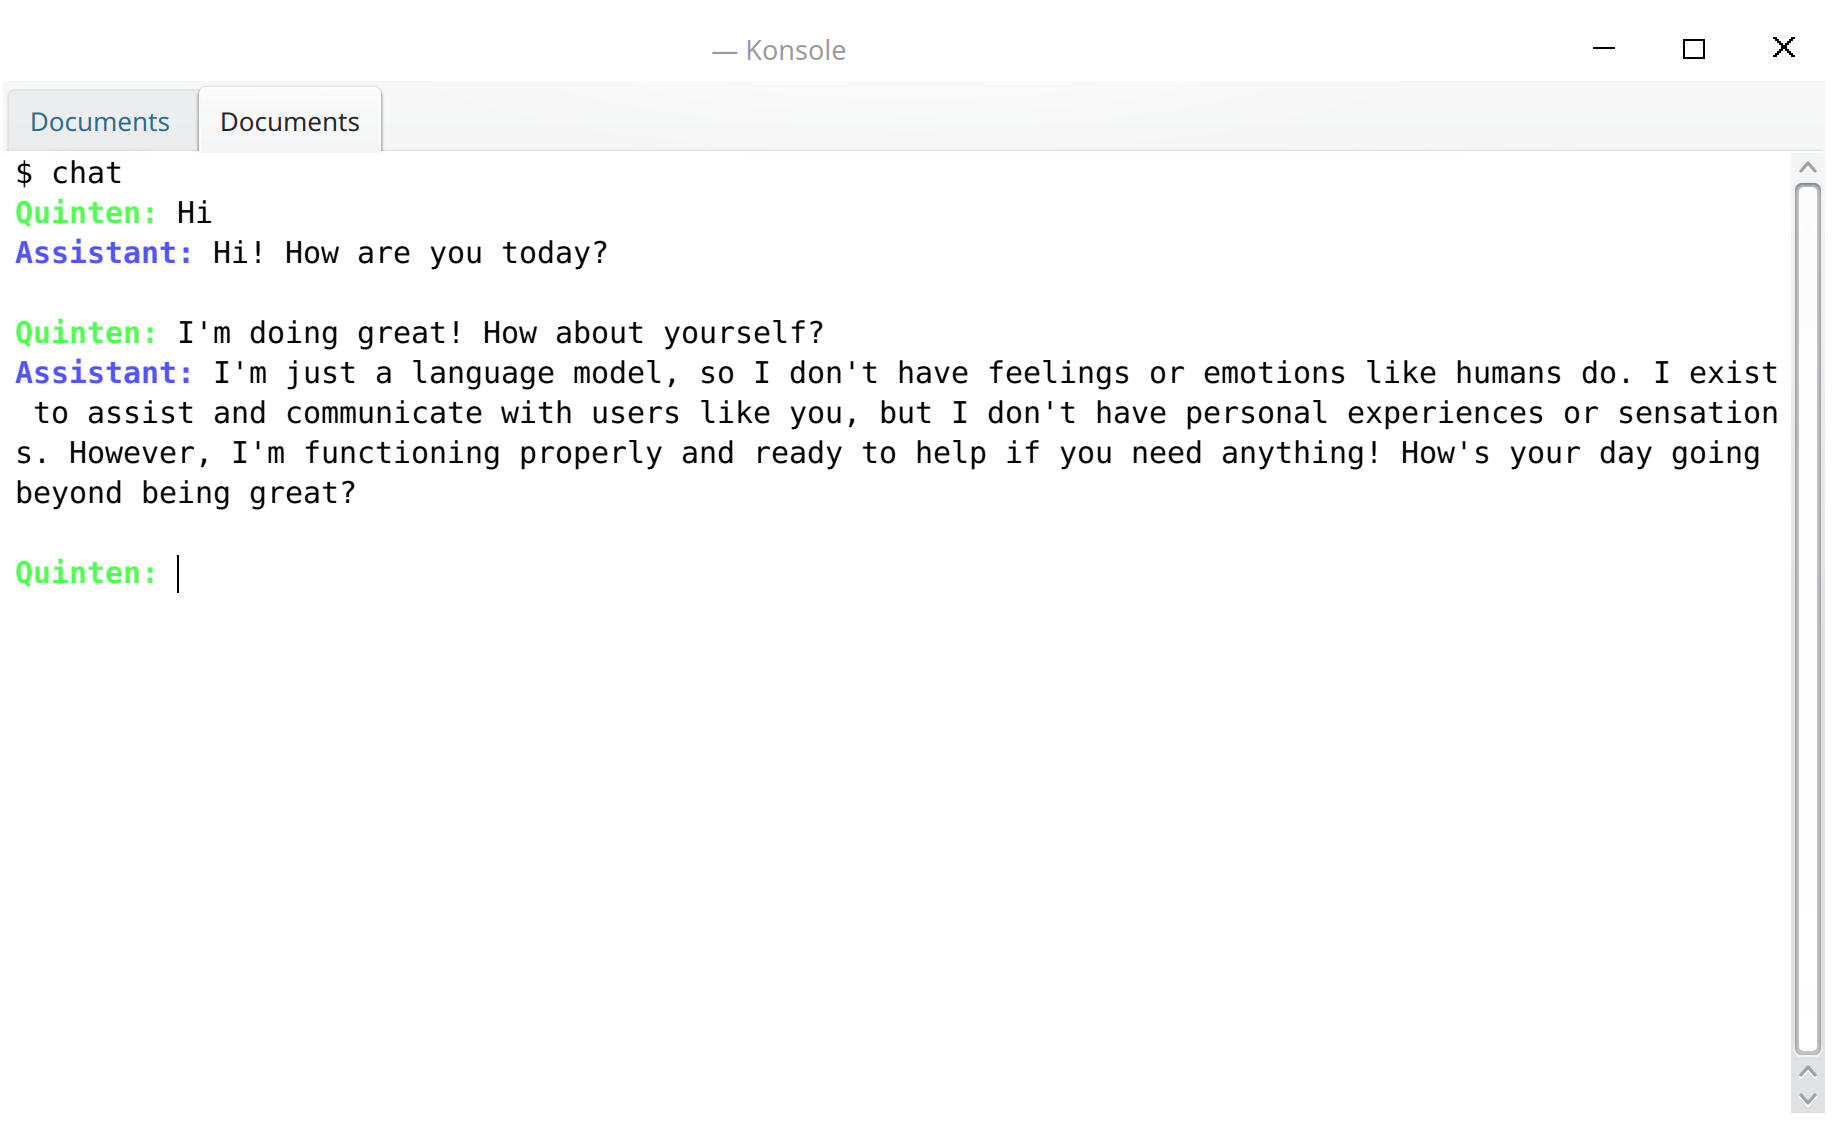 — Konsole
Documents Documents
$ chat
Quinten: Hi
Assistant: Hi! How are you today?
Quinten: I'm doing great! How about yourself?
Assistant: I'm just a language model, so I don't have feelings or emotions like humans do. I exist
to assist and communicate with users like you, but I don't have personal experiences or sensation
s. However, I'm functioning properly and ready to help if you need anything! How's your day going
beyond being great?
Quinten: